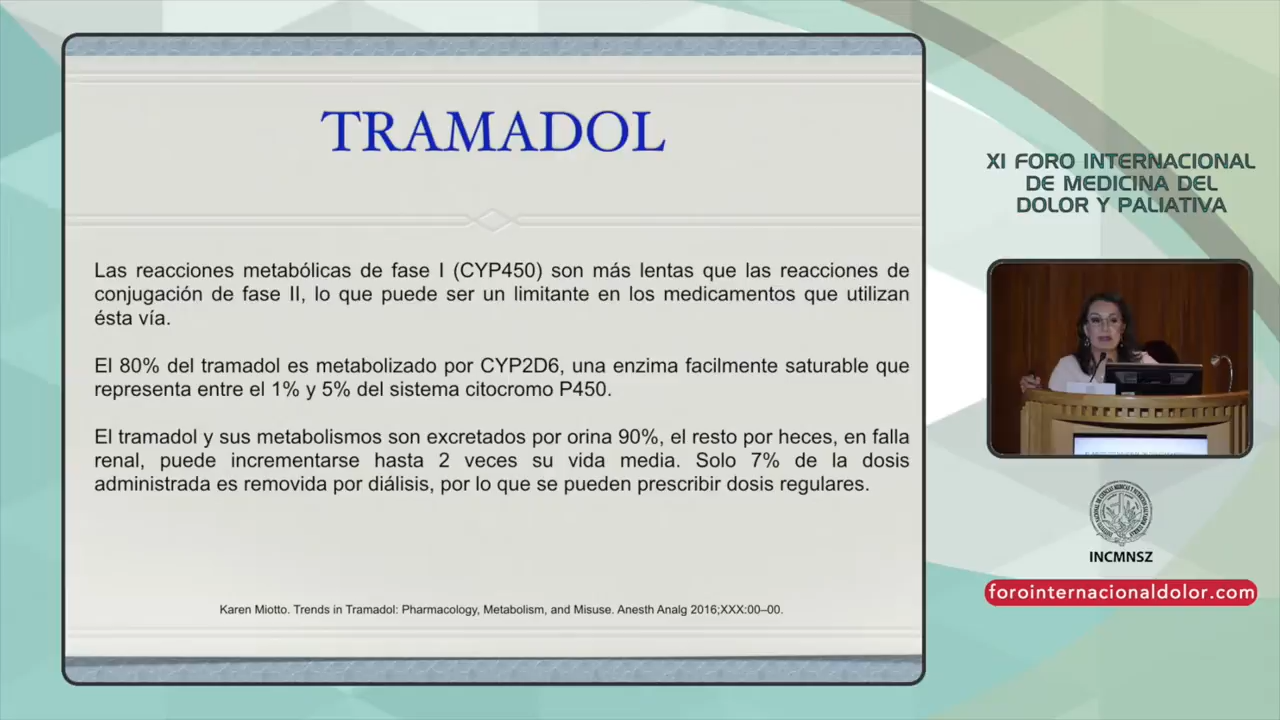 TRAMADOL
Las reacciones metabólicas de fase I (CYP450) son más lentas que las reacciones de
conjugación de fase II, lo que puede ser un limitante en los medicamentos que utilizan
ésta vía.
El 80% del tramadol es metabolizado por CYP2D6, una enzima facilmente saturable que
representa entre el 1% y 5% del sistema citocromo P450.
El tramadol y sus metabolismos son excretados por orina 90%, el resto por heces, en falla
renal, puede incrementarse hasta 2 veces su vida media. Solo 7% de la dosis
administrada es removida por diálisis, por lo que se pueden prescribir dosis regulares.
Karen Miotto. Trends in Tramadol: Pharmacology, Metabolism, and Misuse. Anesth Analg 2016;XXX:00–00.
XI FORO INTERNACIONAL
DE MEDICINA DEL
DOLOR Y PALIATIVA
INCMNSZ
forointernacionaldolor.com